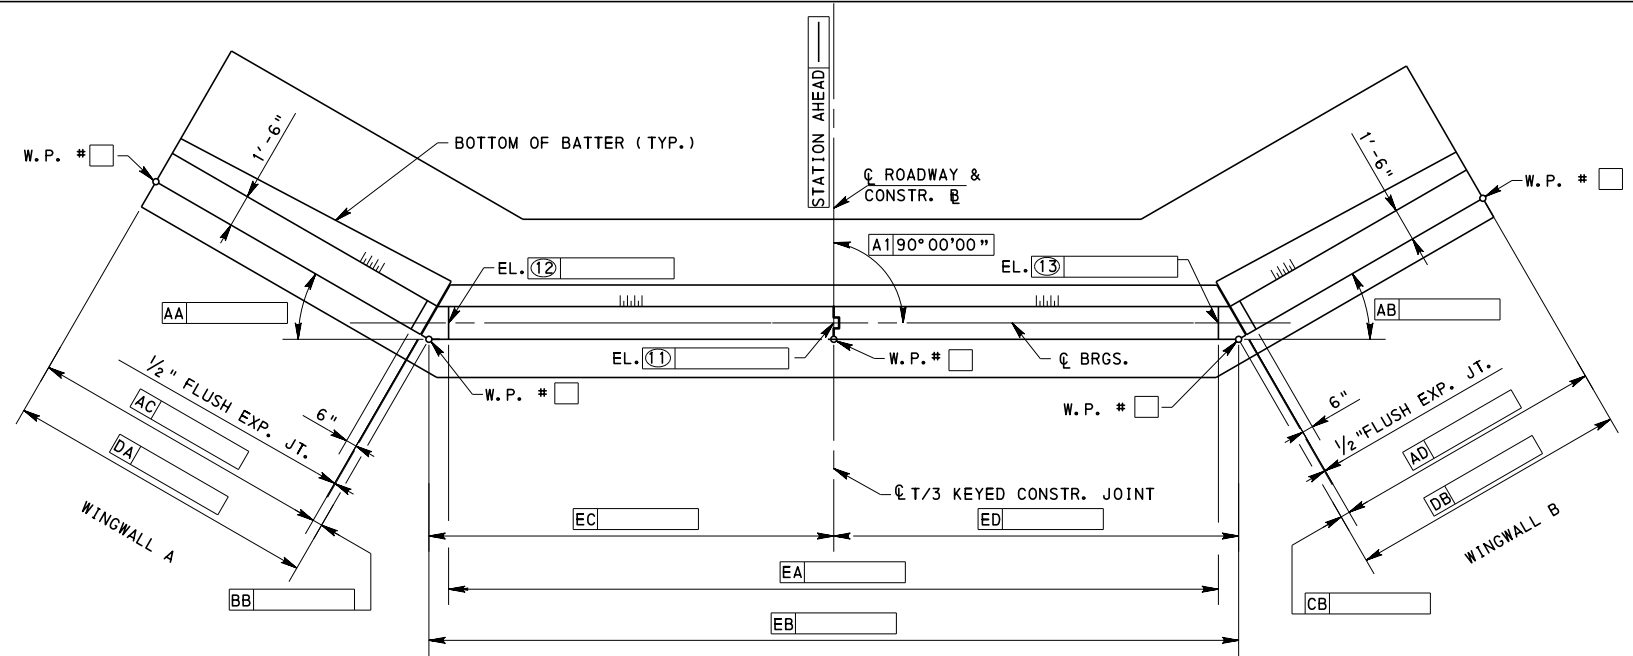 STATION AHEAD
1'-6"
1'-6"
W.P. #
BOTTOM OF BATTER (TYP.)
℄ ROADWAY &
CONSTR. ℄
W.P. #
A1 90°00'00"
EL. 12
EL. 13
AA
AB
EL. 11
W.P.#
℄ BRGS.
W.P. #
W.P. #
1/2" FLUSH EXP. JT.
6"
6"
1/2"FLUSH EXP. JT.
AC
AD
DA
DB
℄ T/3 KEYED CONSTR. JOINT
WINGWALL A
EC
ED
WINGWALL B
EA
BB
CB
EB